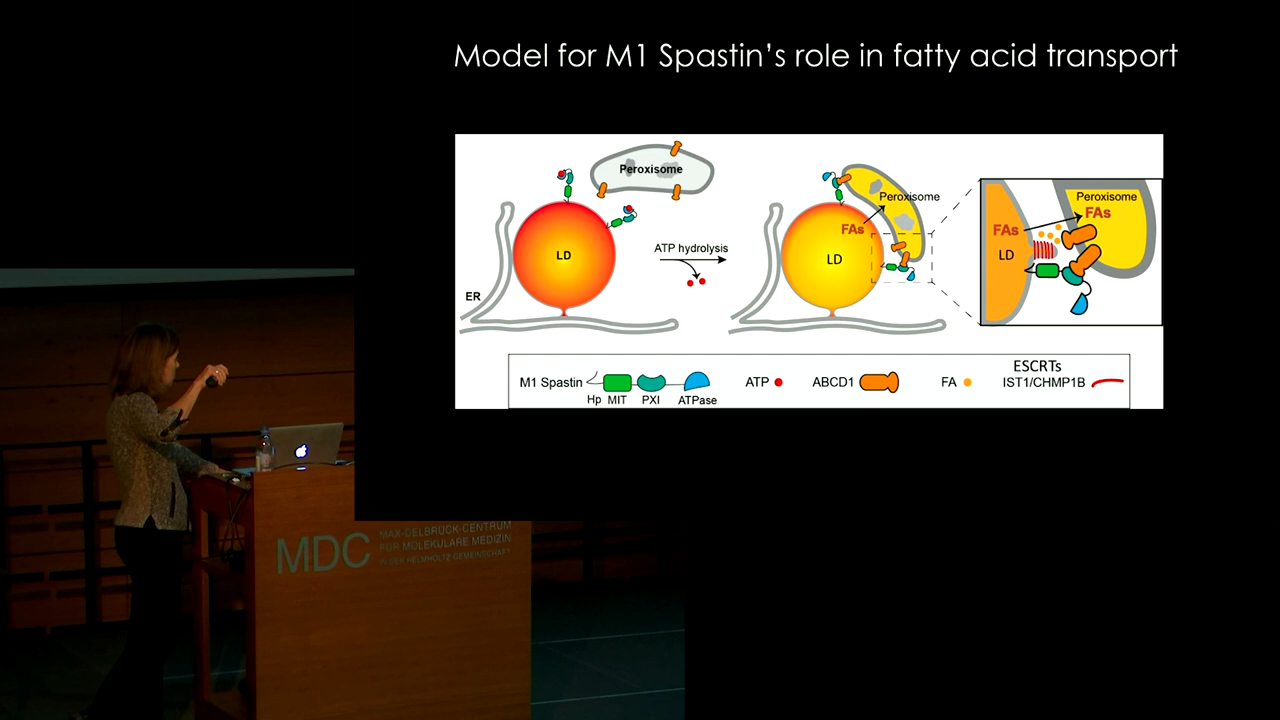 Model for M1 Spastin's role in fatty acid transport
Peroxisome
LD
ER
ATP hydrolysis
Peroxisome
FAs
LD
Peroxisome
FAs
FAs
LD
M1 Spastin
Hp MIT PXI ATPase
ATP
ABCD1
FA
ESCRTs
IST1/CHMP1B
MDC
MAX-DELBRÜCK-CENTRUM
FÜR MOLEKULARE MEDIZIN
IN DER HELMHOLTZ-GEMEINSCHAFT